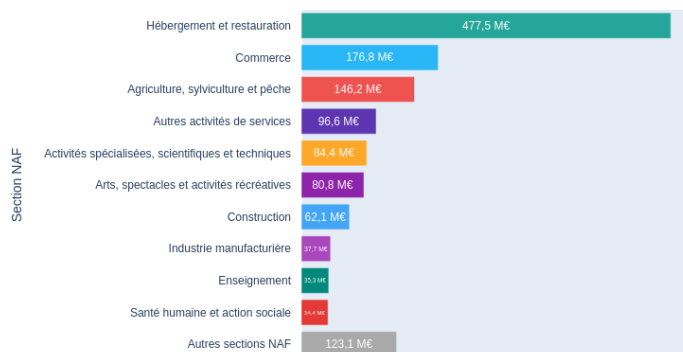 Section NAF
Hébergement et restauration 477,5 M€
Commerce 176,8 M€
Agriculture, sylviculture et pêche 146,2 M€
Autres activités de services 96,6 M€
Activités spécialisées, scientifiques et techniques 84,4 M€
Arts, spectacles et activités récréatives 80,8 M€
Construction 62,1 M€
Industrie manufacturière 37,7 M€
Enseignement 35,3 M€
Santé humaine et action sociale 34,4 M€
Autres sections NAF 123,1 M€